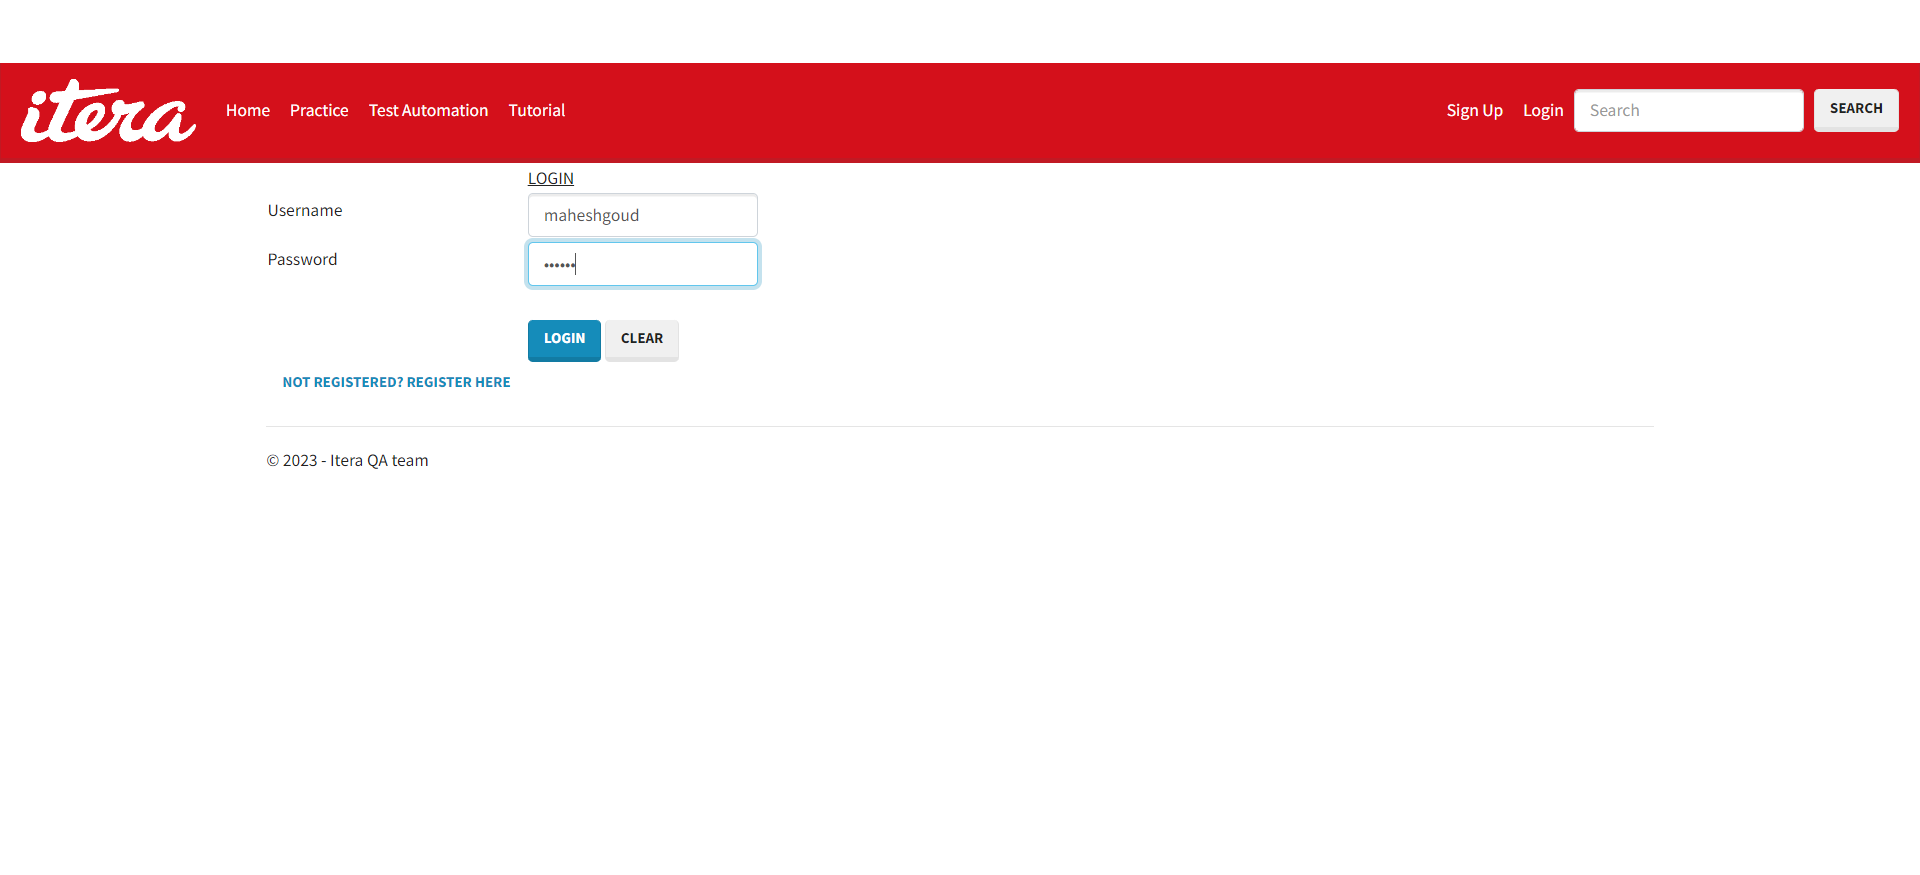 itera
Home Practice Test Automation Tutorial Sign Up Login Search SEARCH
LOGIN
Username maheshgoud
Password ••••••
LOGIN CLEAR
NOT REGISTERED? REGISTER HERE
© 2023 - Itera QA team